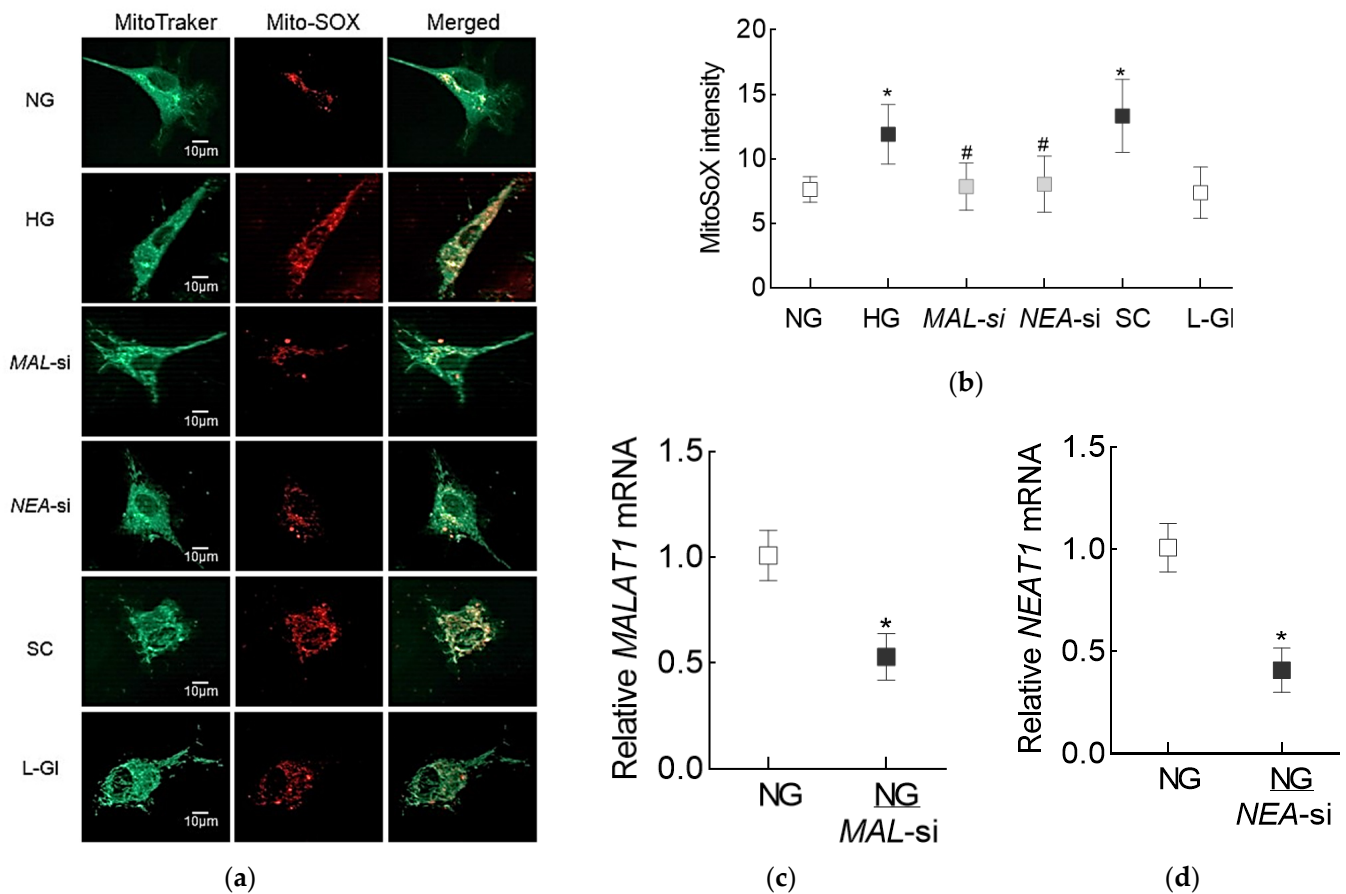 MitoTraker Mito-SOX Merged
NG
10µm
HG
10µm
MAL-si
10µm
NEA-si
10µm
SC
10µm
L-Gl
10µm
(a)
MitoSoX intensity
20
15
10
5
0
*
#
#
*
NG HG MAL-si NEA-si SC L-Gl
(b)
Relative MALAT1 mRNA
1.5
1.0
0.5
0.0
*
NG NG
MAL-si
(c)
Relative NEAT1 mRNA
1.5
1.0
0.5
0.0
*
NG NG
NEA-si
(d)